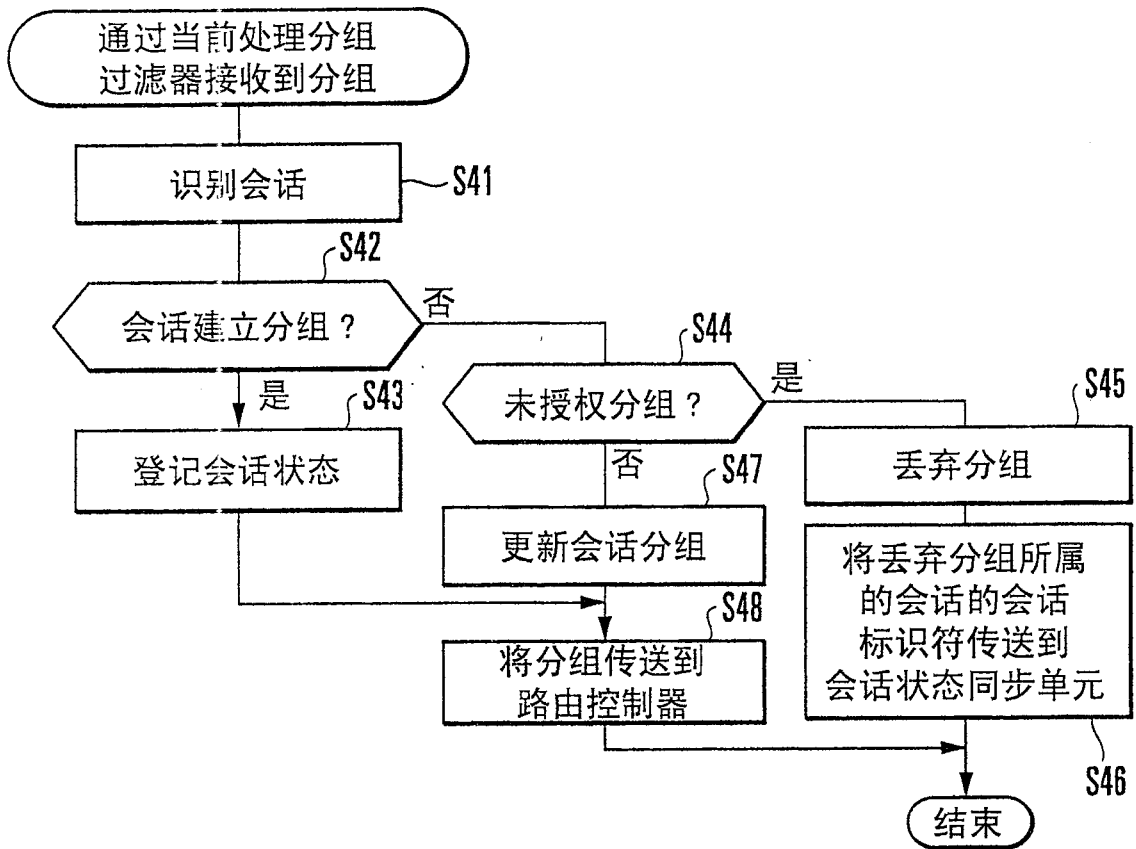 通过当前处理分组
过滤器接收到分组
识别会话
S41
S42
会话建立分组？
否
是
S43
登记会话状态
S44
未授权分组？
是
否
S45
丢弃分组
S47
更新会话分组
将丢弃分组所属
的会话的会话
标识符传送到
会话状态同步单元
S46
S48
将分组传送到
路由控制器
结束